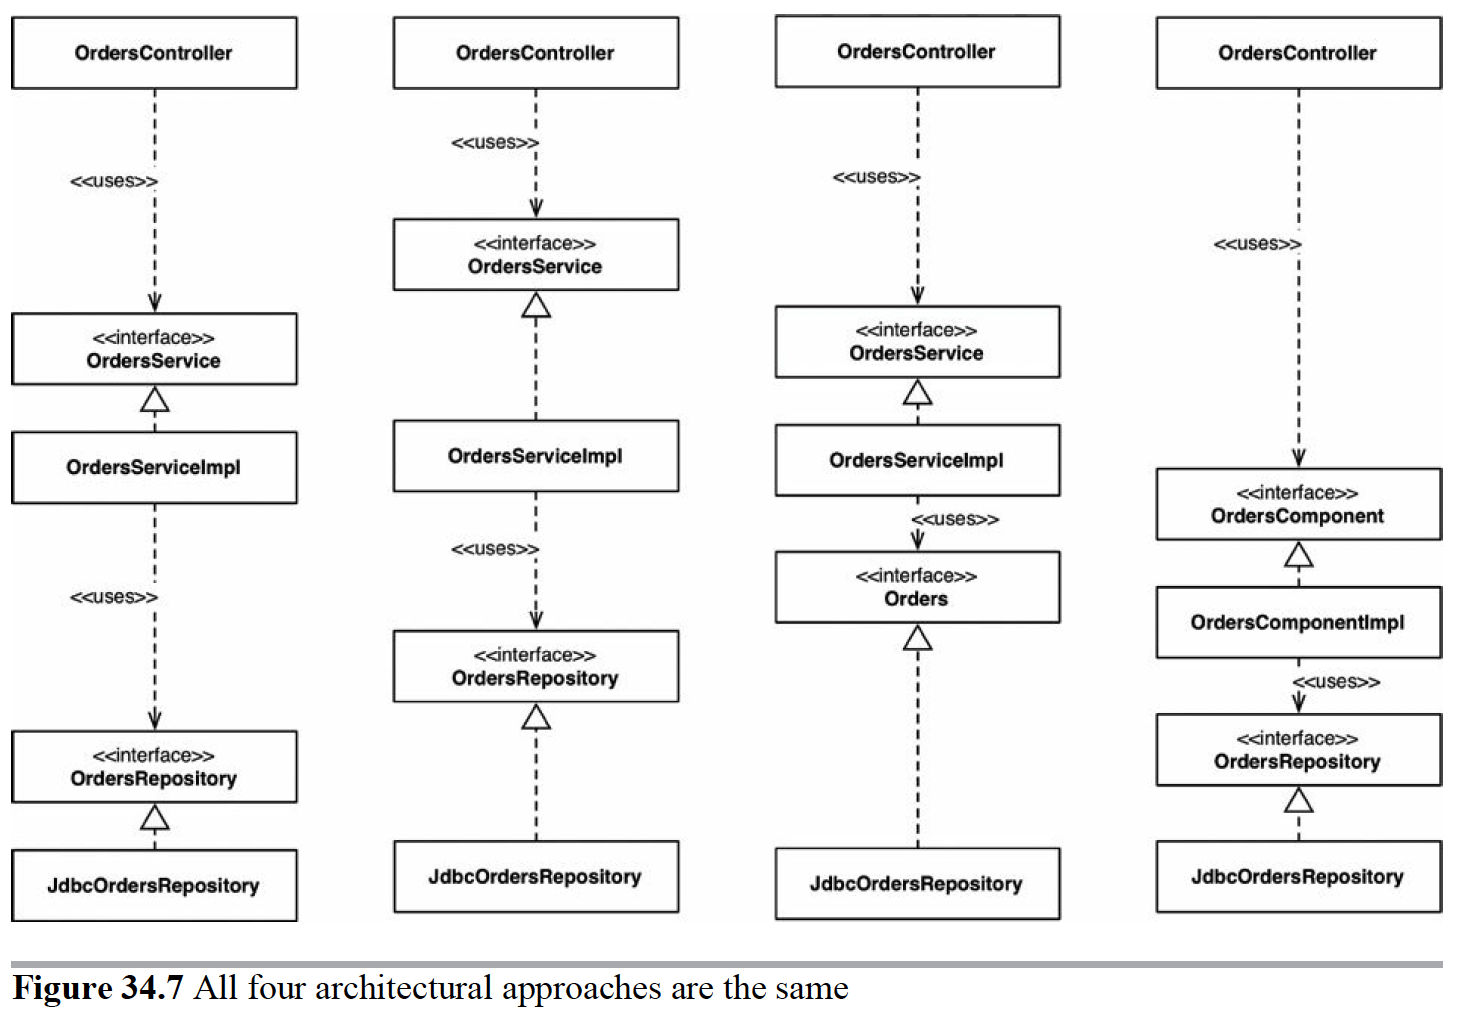 OrdersController
<<uses>>
<<interface>>
OrdersService
OrdersServiceImpl
<<uses>>
<<interface>>
OrdersRepository
JdbcOrdersRepository
OrdersController
<<uses>>
<<interface>>
OrdersService
OrdersServiceImpl
<<uses>>
<<interface>>
OrdersRepository
JdbcOrdersRepository
OrdersController
<<uses>>
<<interface>>
OrdersService
OrdersServiceImpl
<<uses>>
<<interface>>
Orders
JdbcOrdersRepository
OrdersController
<<uses>>
<<interface>>
OrdersComponent
OrdersComponentImpl
<<uses>>
<<interface>>
OrdersRepository
JdbcOrdersRepository
Figure 34.7 All four architectural approaches are the same